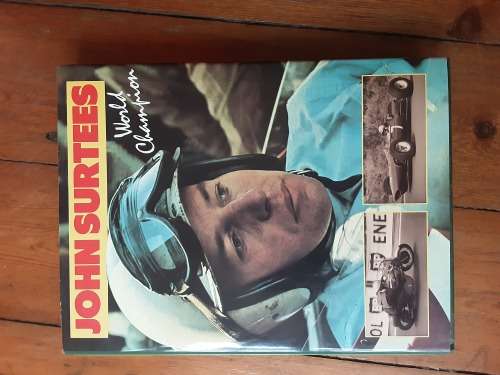 JOHN SURTEES
World
Champion
ENE
OL